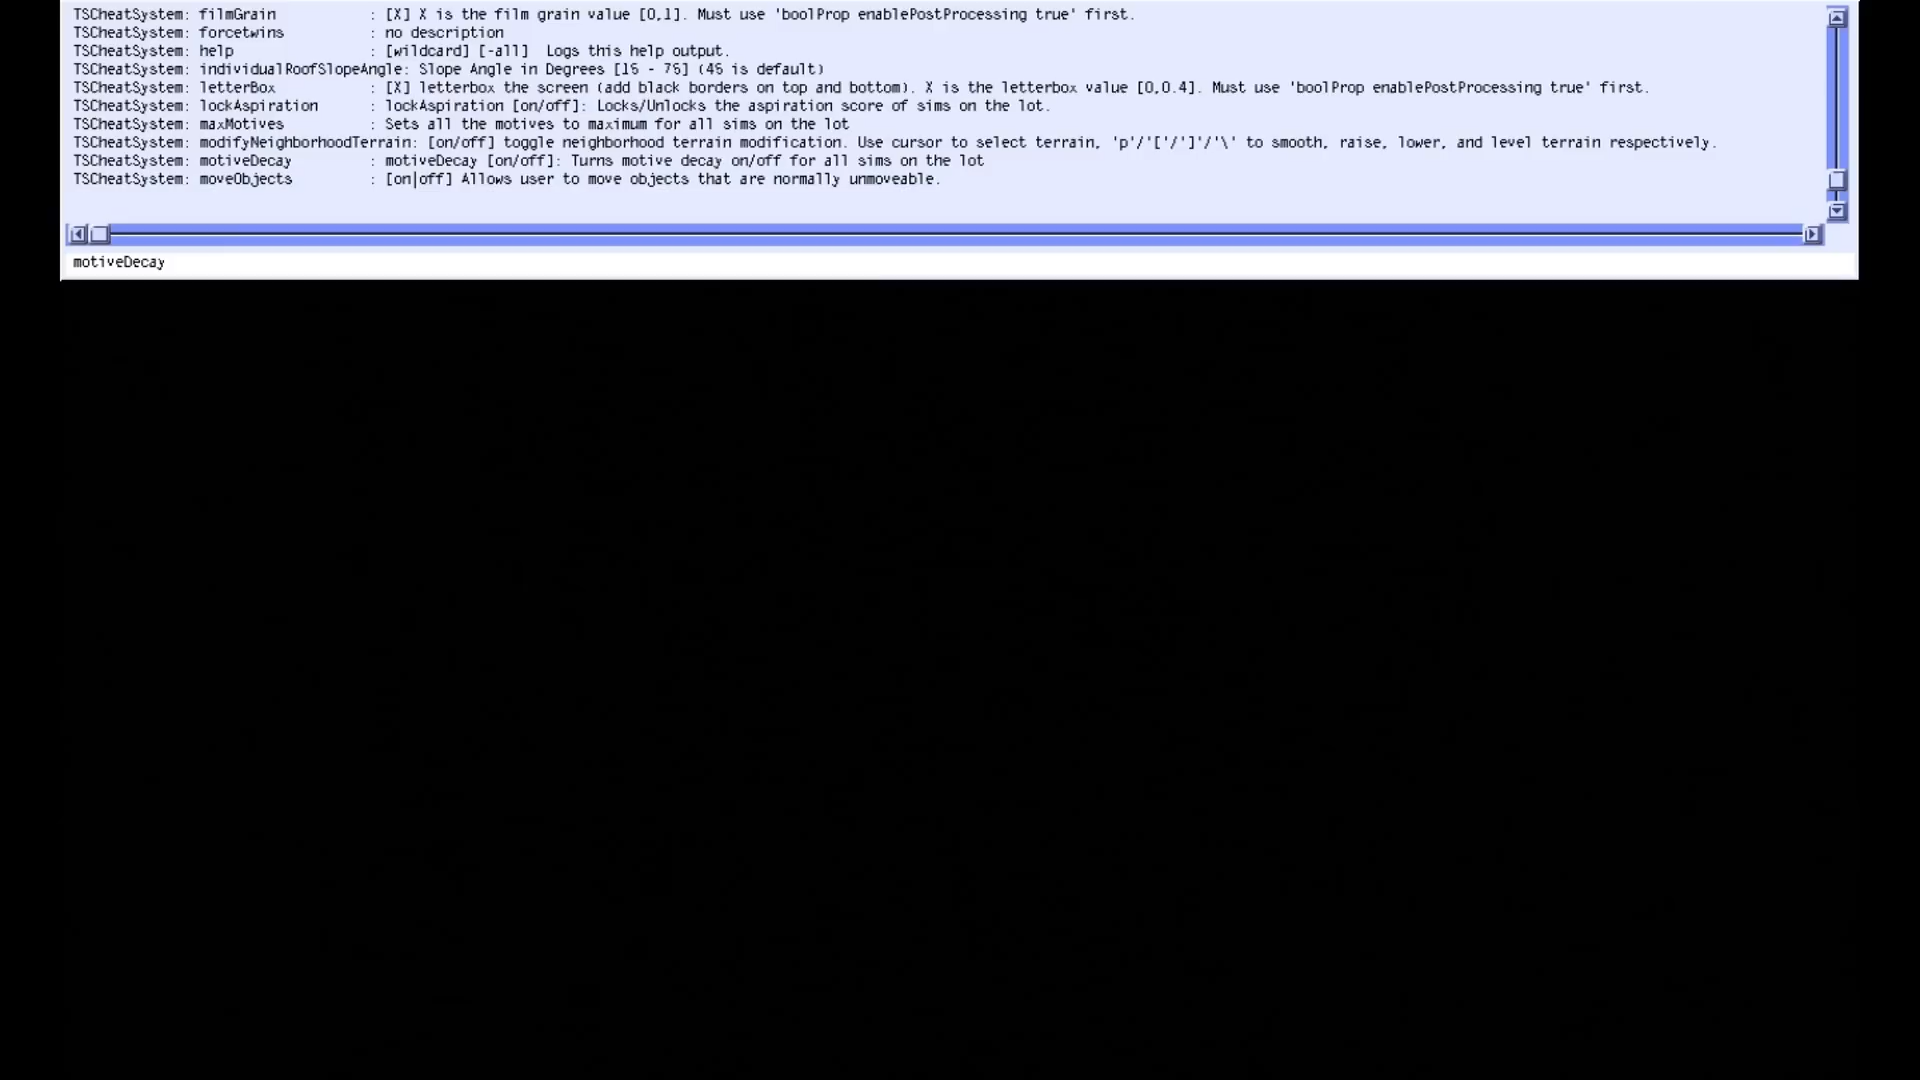 TSCheatSystem: filmGrain : [X] X is the film grain value [0,1]. Must use 'boolProp enablePostProcessing true' first.
TSCheatSystem: forcetwins : no description
TSCheatSystem: help : [wildcard] [-all] Logs this help output.
TSCheatSystem: individualRoofSlopeAngle: Slope Angle in Degrees [15 - 75] (45 is default)
TSCheatSystem: letterBox : [X] letterbox the screen (add black borders on top and bottom). X is the letterbox value [0,0.4]. Must use 'boolProp enablePostProcessing true' first.
TSCheatSystem: lockAspiration : lockAspiration [on/off]: Locks/Unlocks the aspiration score of sims on the lot.
TSCheatSystem: maxMotives : Sets all the motives to maximum for all sims on the lot
TSCheatSystem: modifyNeighborhoodTerrain: [on/off] toggle neighborhood terrain modification. Use cursor to select terrain, 'p'/'['/']'/'\' to smooth, raise, lower, and level terrain respectively.
TSCheatSystem: motiveDecay : motiveDecay [on/off]: Turns motive decay on/off for all sims on the lot
TSCheatSystem: moveObjects : [on|off] Allows user to move objects that are normally unmoveable.
motiveDecay